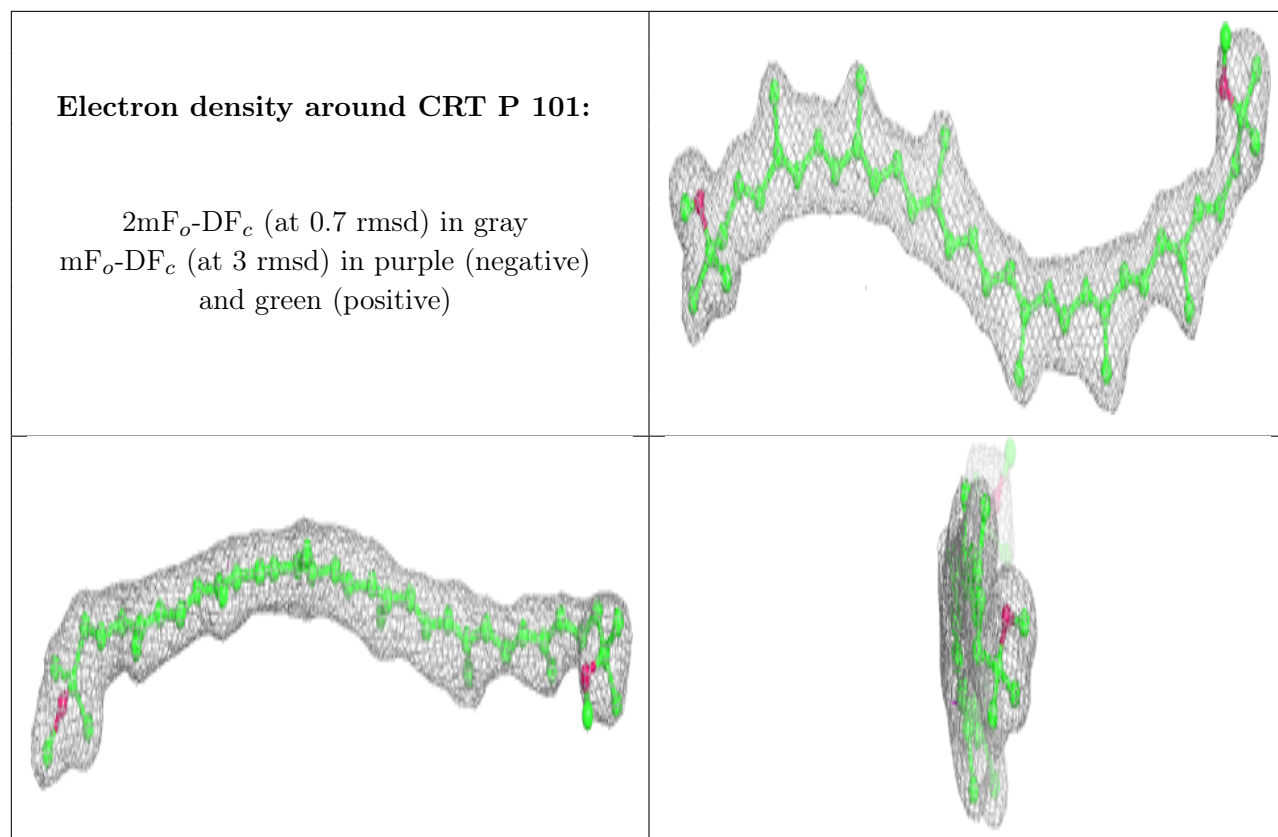 Electron density around CRT P 101:
2mFo-DFc (at 0.7 rmsd) in gray
mFo-DFc (at 3 rmsd) in purple (negative)
and green (positive)